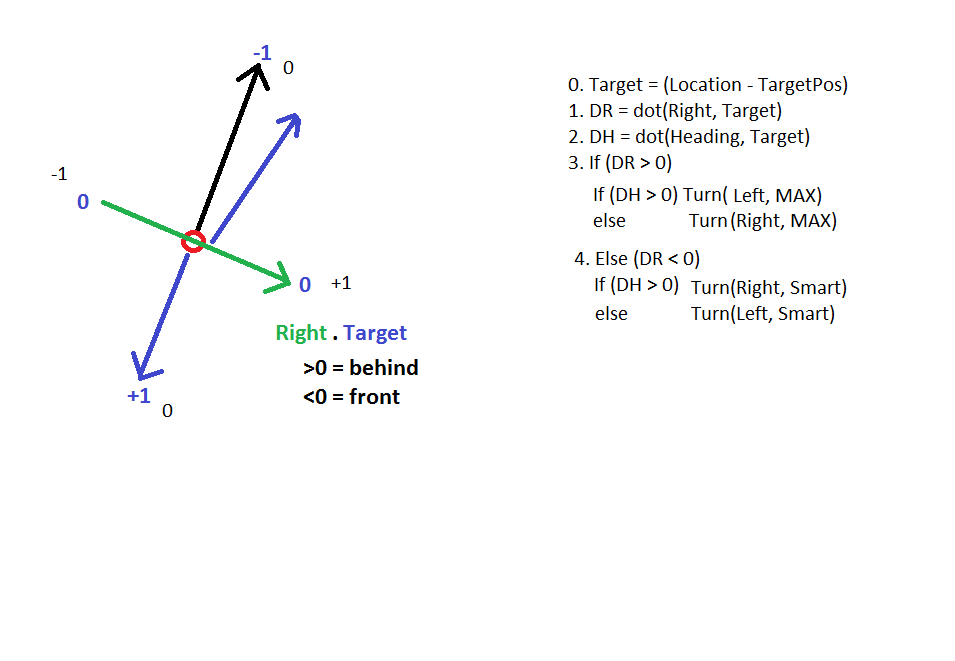 -1
0
-1
0
0 +1
Right . Target
>0 = behind
<0 = front
+1
0
0. Target = (Location - TargetPos)
1. DR = dot(Right, Target)
2. DH = dot(Heading, Target)
3. If (DR > 0)
If (DH > 0) Turn( Left, MAX)
else Turn (Right, MAX)
4. Else (DR < 0)
If (DH > 0) Turn(Right, Smart)
else Turn(Left, Smart)